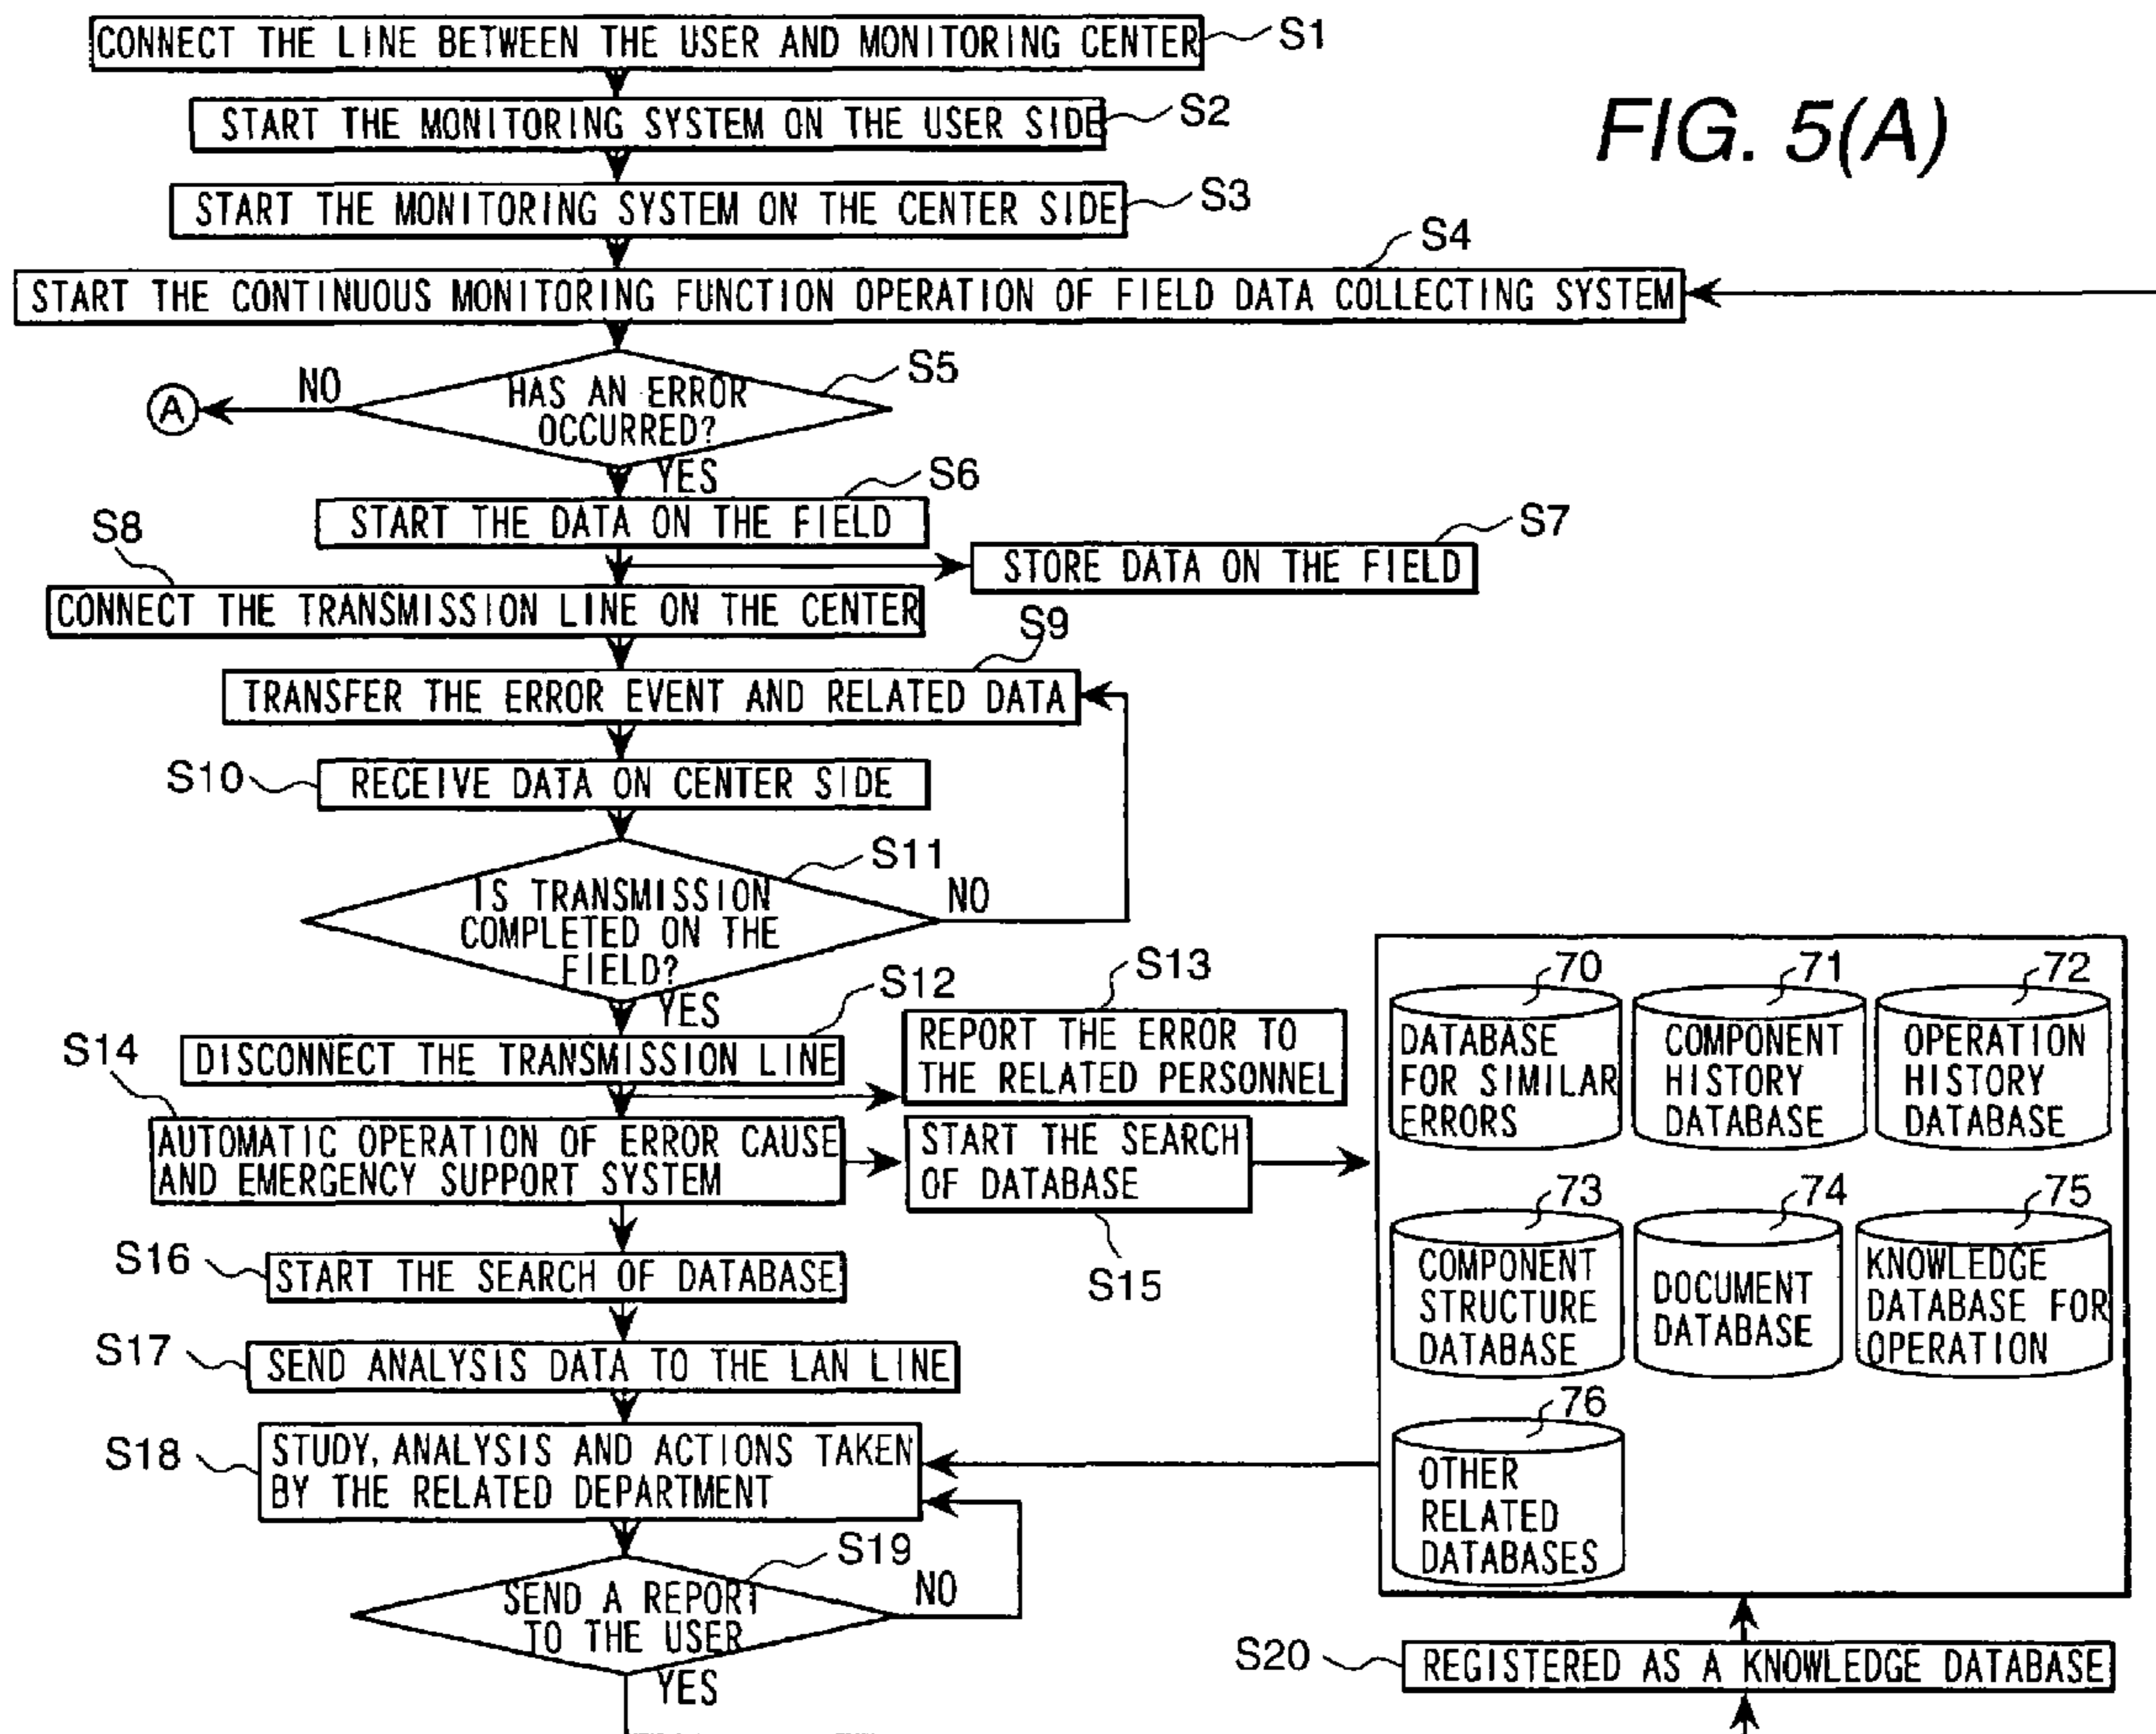 CONNECT THE LINE BETWEEN THE USER AND MONITORING CENTER
S1
START THE MONITORING SYSTEM ON THE USER SIDE
S2
FIG. 5(A)
START THE MONITORING SYSTEM ON THE CENTER SIDE
S3
S4
START THE CONTINUOUS MONITORING FUNCTION OPERATION OF FIELD DATA COLLECTING SYSTEM
S5
HAS AN ERROR
OCCURRED?
NO
A
YES
S6
START THE DATA ON THE FIELD
S7
STORE DATA ON THE FIELD
S8
CONNECT THE TRANSMISSION LINE ON THE CENTER
S9
TRANSFER THE ERROR EVENT AND RELATED DATA
S10
RECEIVE DATA ON CENTER SIDE
S11
IS TRANSMISSION
COMPLETED ON THE
FIELD?
NO
YES
S12
DISCONNECT THE TRANSMISSION LINE
S13
REPORT THE ERROR TO
THE RELATED PERSONNEL
S14
AUTOMATIC OPERATION OF ERROR CAUSE
AND EMERGENCY SUPPORT SYSTEM
START THE SEARCH
OF DATABASE
S15
70
DATABASE
FOR SIMILAR
ERRORS
71
COMPONENT
HISTORY
DATABASE
72
OPERATION
HISTORY
DATABASE
73
COMPONENT
STRUCTURE
DATABASE
74
DOCUMENT
DATABASE
75
KNOWLEDGE
DATABASE FOR
OPERATION
76
OTHER
RELATED
DATABASES
S16
START THE SEARCH OF DATABASE
S17
SEND ANALYSIS DATA TO THE LAN LINE
S18
STUDY, ANALYSIS AND ACTIONS TAKEN
BY THE RELATED DEPARTMENT
S19
SEND A REPORT
TO THE USER
NO
YES
S20
REGISTERED AS A KNOWLEDGE DATABASE